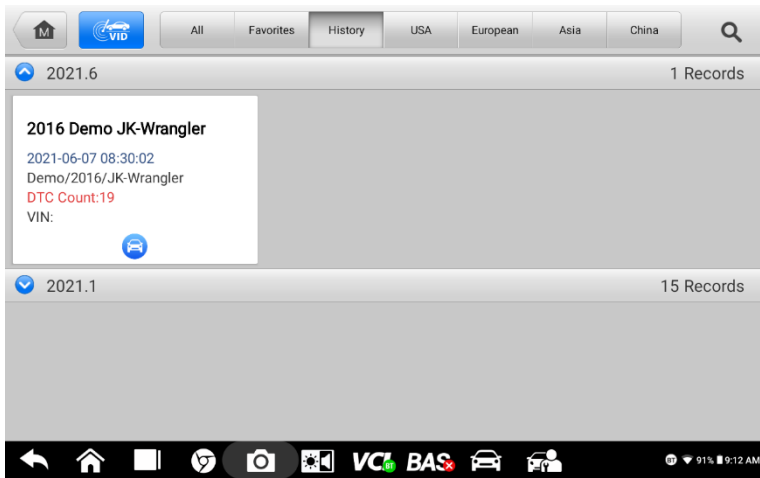 M
VID
All
Favorites
History
USA
European
Asia
China
2021.6
1 Records
2016 Demo JK-Wrangler
2021-06-07 08:30:02
Demo/2016/JK-Wrangler
DTC Count:19
VIN:
2021.1
15 Records
VCI
BT
BAS
BT
91%
9:12 AM